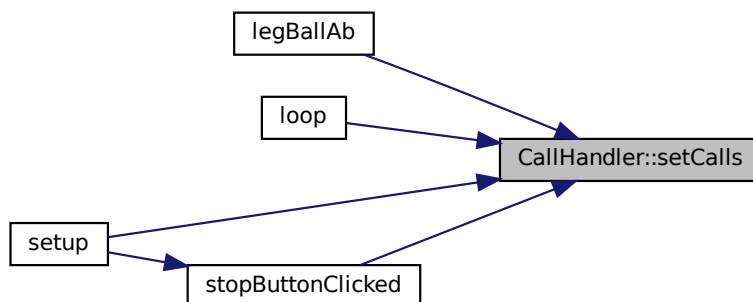 legBallAb
loop
CallHandler::setCalls
setup
stopButtonClicked